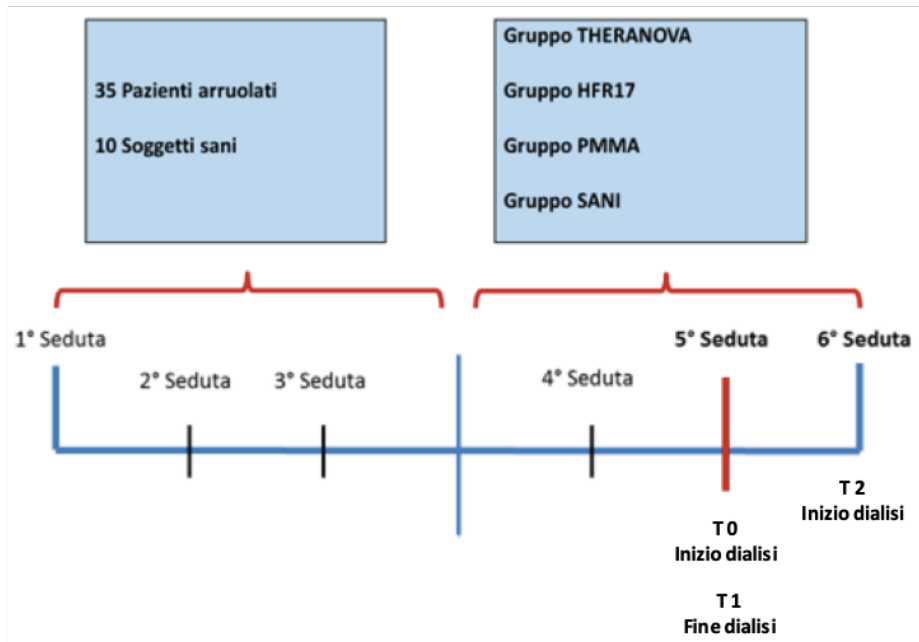 35 Pazienti arruolati
10 Soggetti sani
Gruppo THERANOVA
Gruppo HFR17
Gruppo PMMA
Gruppo SANI
1° Seduta
2° Seduta
3° Seduta
4° Seduta
5° Seduta
6° Seduta
T 0
Inizio dialisi
T 1
Fine dialisi
T 2
Inizio dialisi